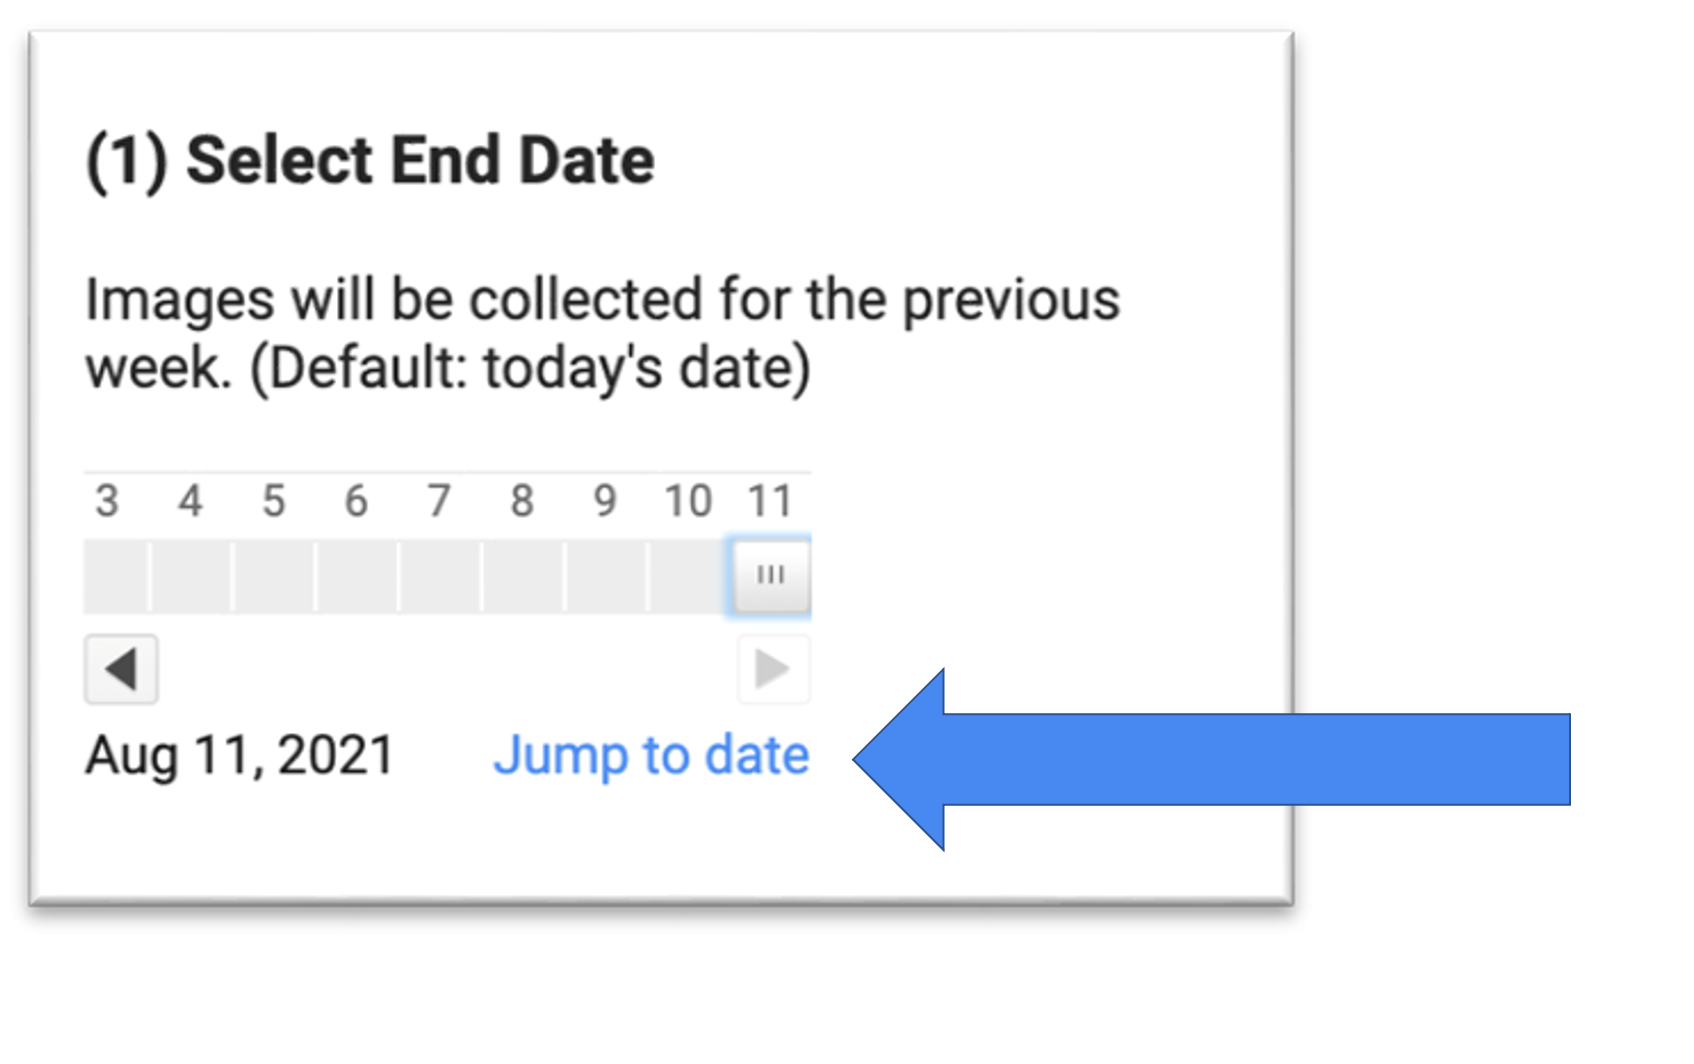 (1) Select End Date
Images will be collected for the previous
week. (Default: today's date)
3 4 5 6 7 8 9 10 11
Aug 11, 2021 Jump to date